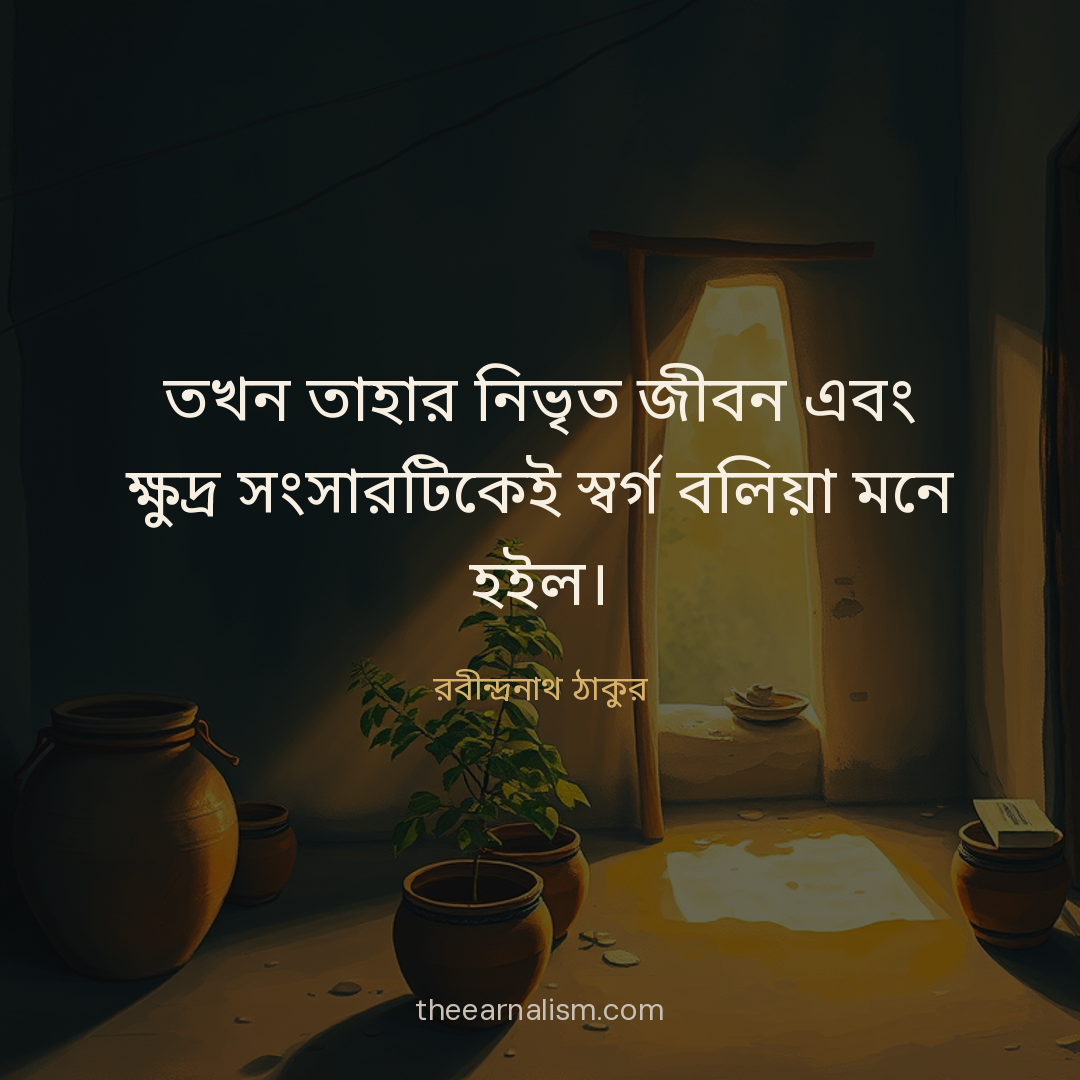 তখন তাহার নিভৃত জীবন এবং
ক্ষুদ্র সংসারটিকেই স্বর্গ বলিয়া মনে
হইল।
রবীন্দ্রনাথ ঠাকুর
theearnalism.com